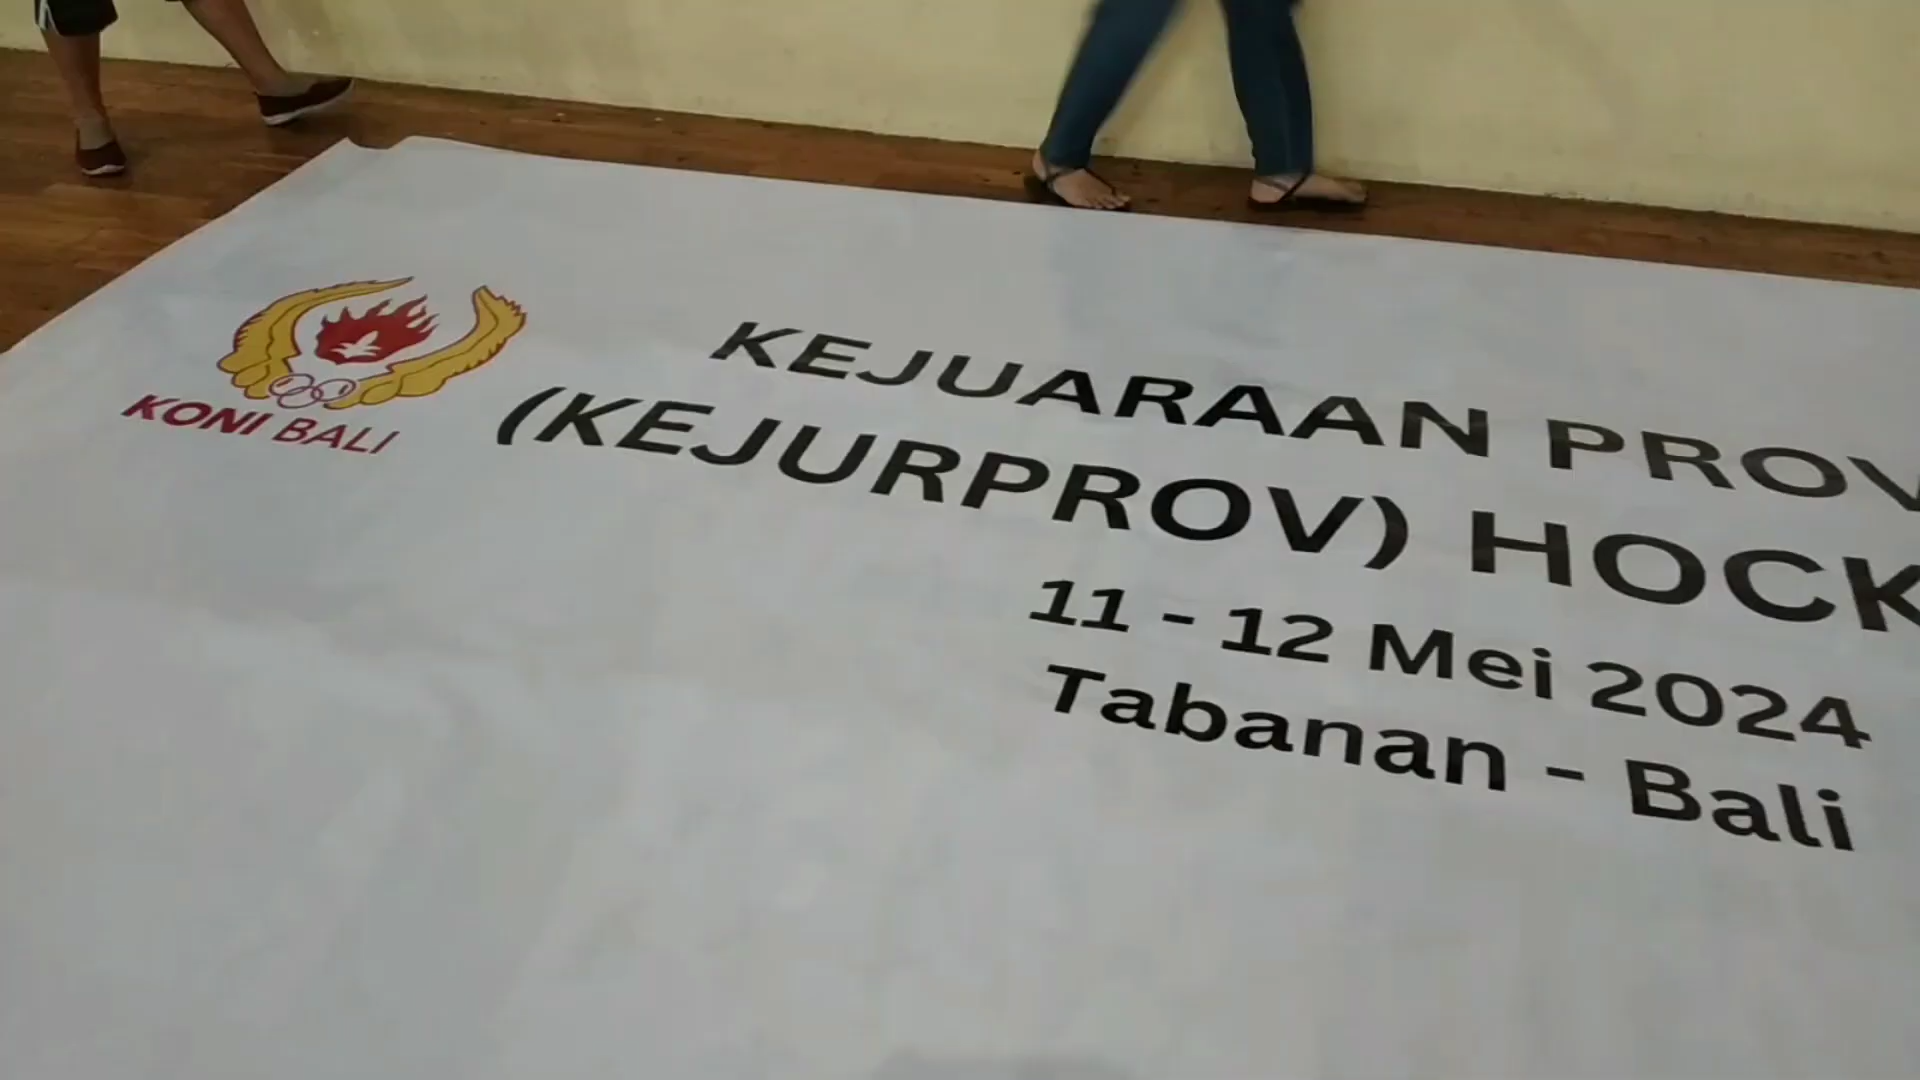 KONI BALI
KEJUARAAN PROV
(KEJURPROV) HOCK
11 - 12 Mei 2024
Tabanan - Bali